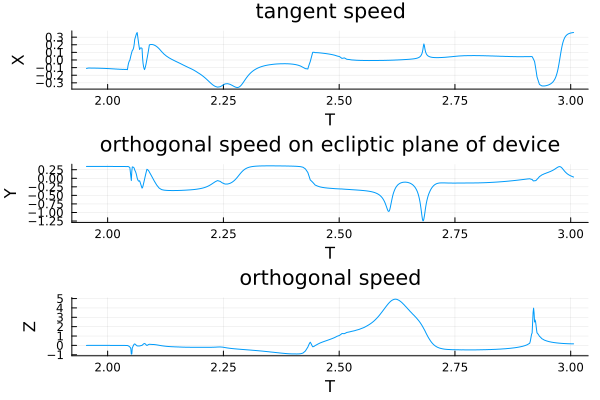 tangent speed
0.3
0.2
0.1
0.0
−0.1
−0.2
−0.3
X
2.00 2.25 2.50 2.75 3.00
T
orthogonal speed on ecliptic plane of device
0.25
0.00
−0.25
−0.50
−0.75
−1.00
−1.25
Y
2.00 2.25 2.50 2.75 3.00
T
orthogonal speed
5
4
3
2
1
0
−1
Z
2.00 2.25 2.50 2.75 3.00
T